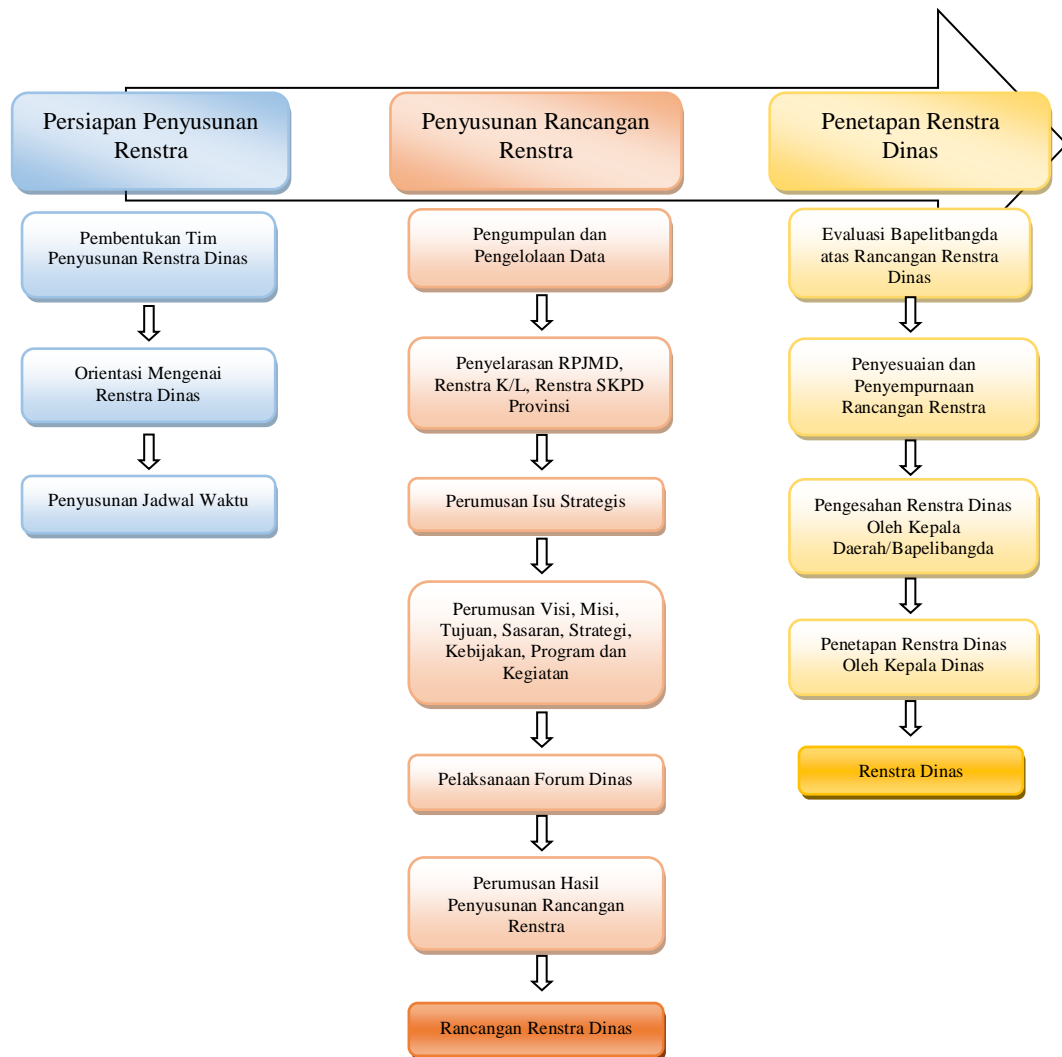 Persiapan Penyusunan
Renstra
Penyusunan Rancangan
Renstra
Penetapan Renstra
Dinas
Pembentukan Tim
Penyusunan Renstra Dinas
Orientasi Mengenai
Renstra Dinas
Penyusunan Jadwal Waktu
Pengumpulan dan
Pengelolaan Data
Penyelarasan RPJMD,
Renstra K/L, Renstra SKPD
Provinsi
Perumusan Isu Strategis
Perumusan Visi, Misi,
Tujuan, Sasaran, Strategi,
Kebijakan, Program dan
Kegiatan
Pelaksanaan Forum Dinas
Perumusan Hasil
Penyusunan Rancangan
Renstra
Rancangan Renstra Dinas
Evaluasi Bapelitbangda
atas Rancangan Renstra
Dinas
Penyesuaian dan
Penyempurnaan
Rancangan Renstra
Pengesahan Renstra Dinas
Oleh Kepala
Daerah/Bapelibangda
Penetapan Renstra Dinas
Oleh Kepala Dinas
Renstra Dinas